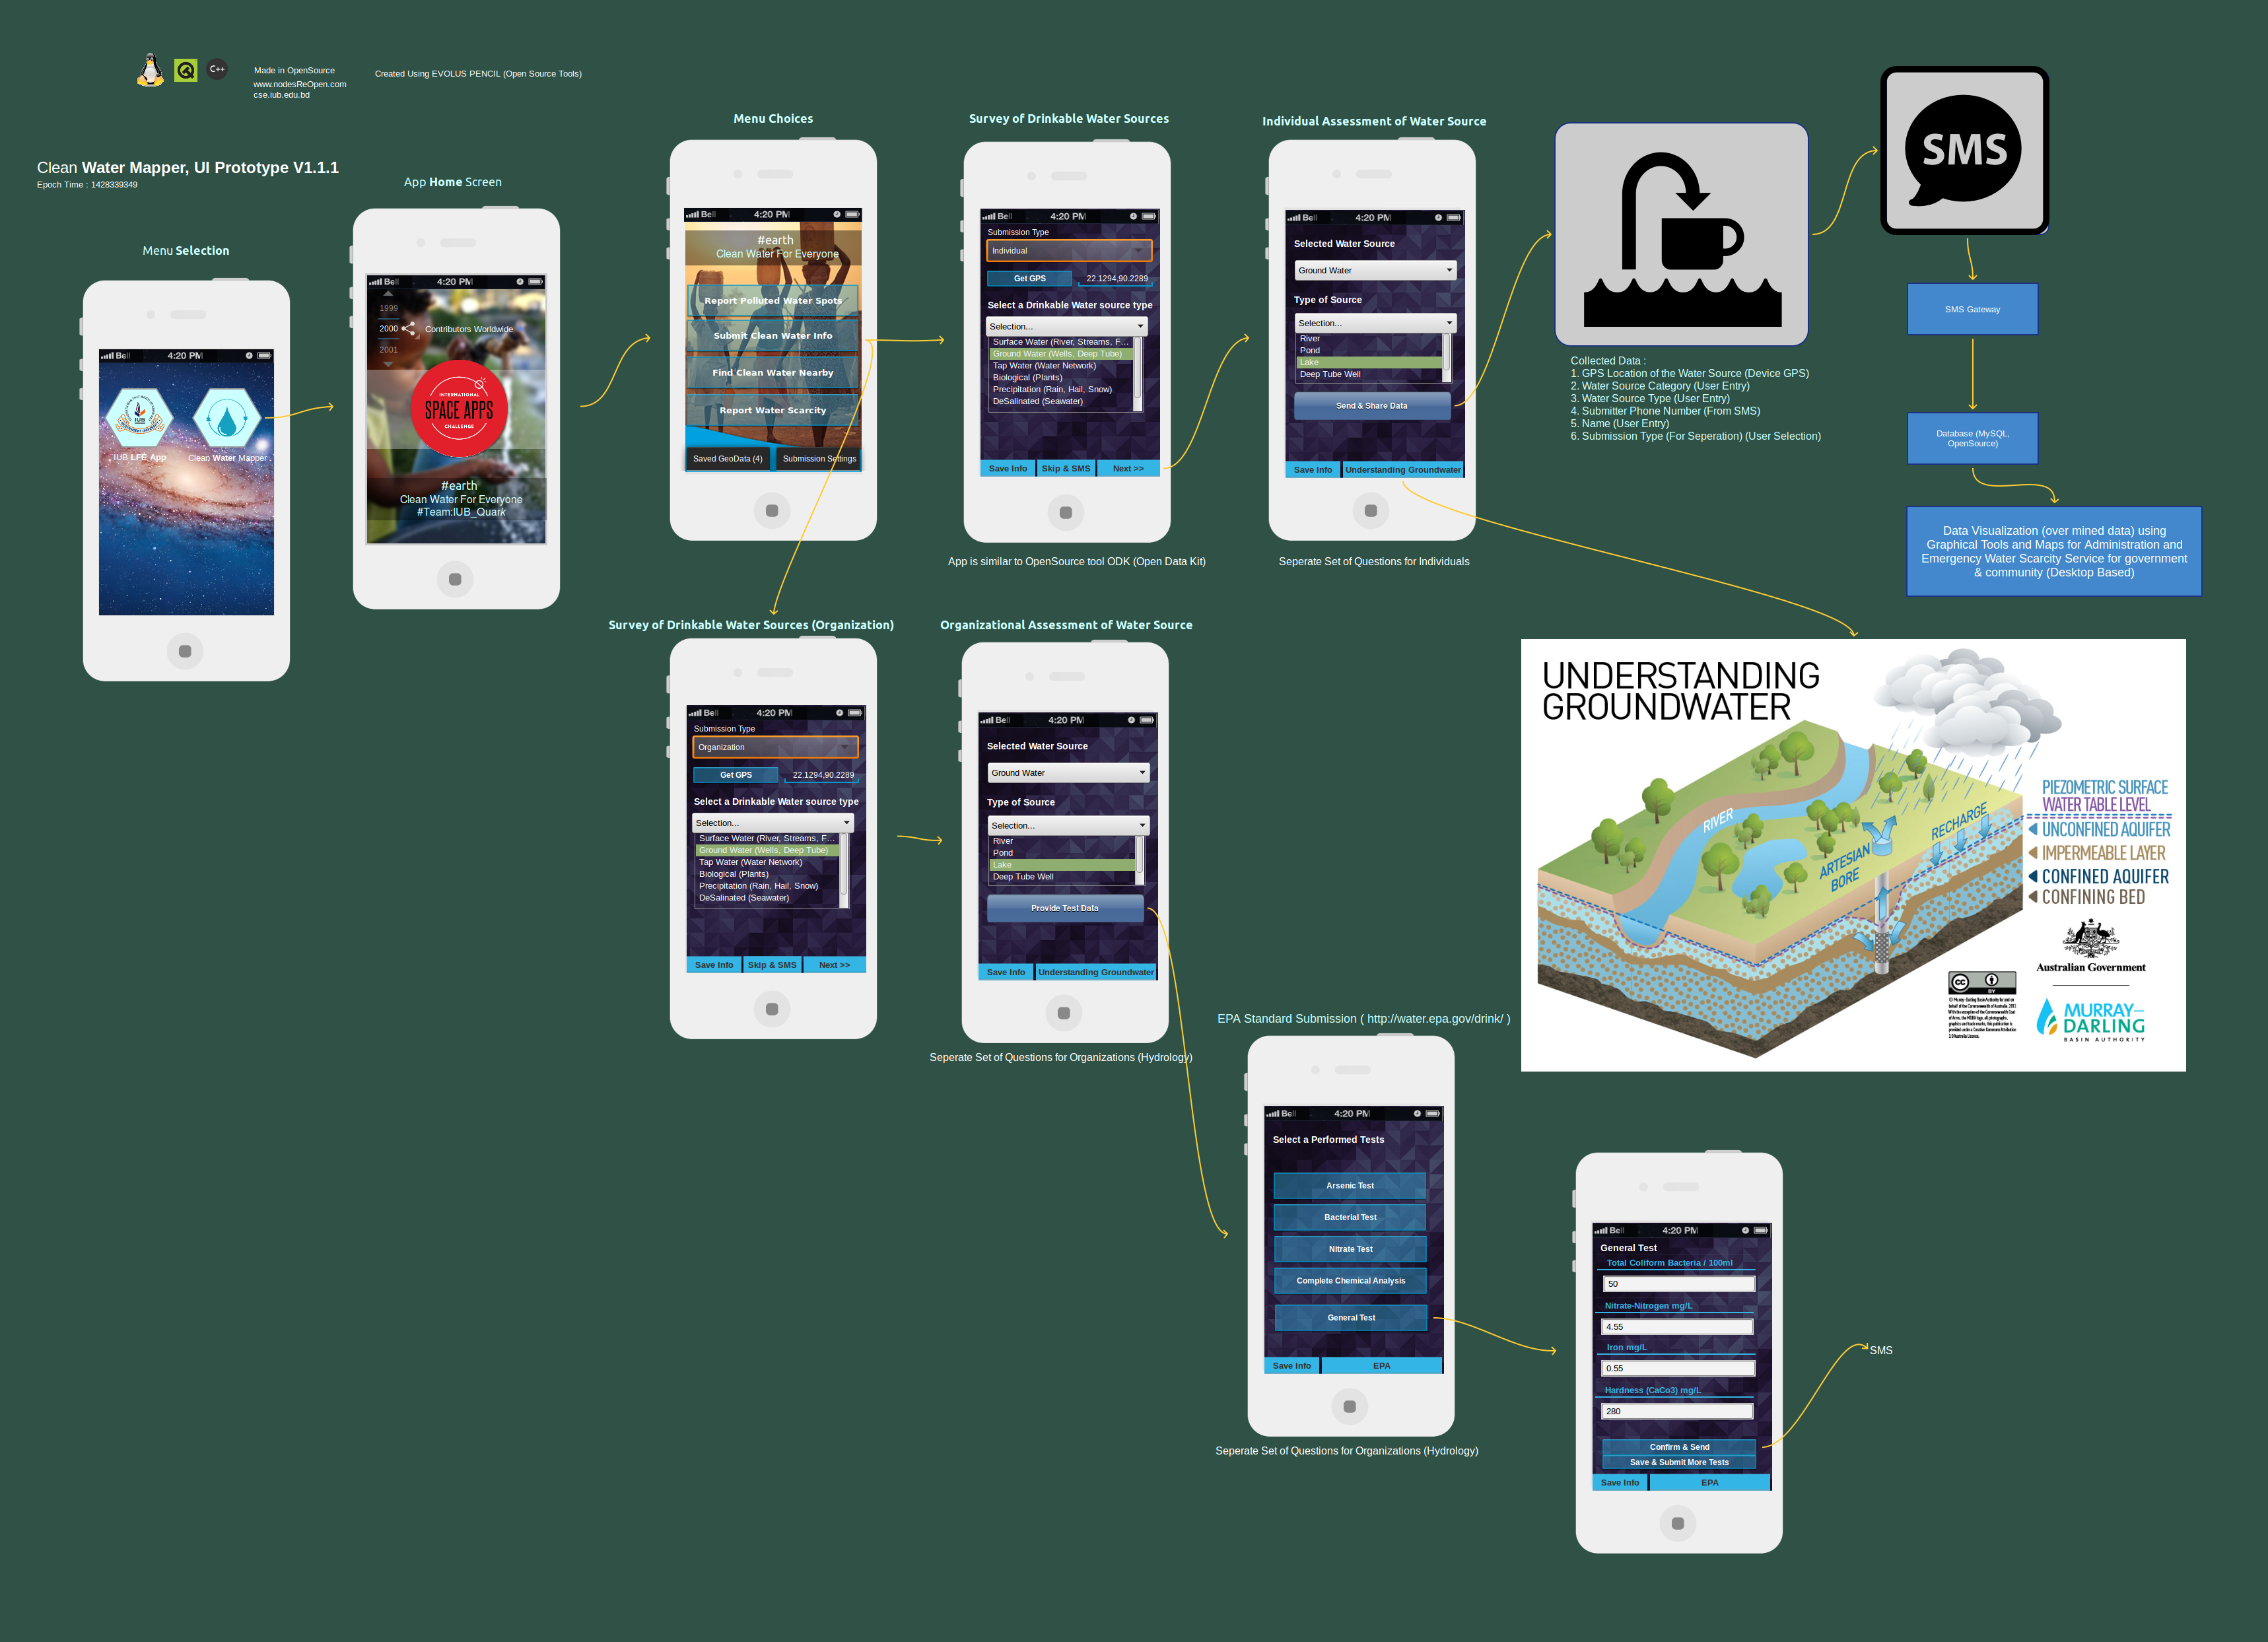 C++
Made in OpenSource
www.nodesReOpen.com
cse.iub.edu.bd
Created Using EVOLUS PENCIL (Open Source Tools)
Clean Water Mapper, UI Prototype V1.1.1
Epoch Time : 1428339349
Menu Selection
Bell 4:20 PM
IUB LFE App
Clean Water Mapper
App Home Screen
Bell 4:20 PM
1999
2000
Contributors Worldwide
2001
INTERNATIONAL
SPACE APPS
CHALLENGE
#earth
Clean Water For Everyone
#Team:IUB_Quark
Menu Choices
Bell 4:20 PM
#earth
Clean Water For Everyone
Report Polluted Water Spots
Submit Clean Water Info
Find Clean Water Nearby
Report Water Scarcity
Saved GeoData (4)
Submission Settings
Survey of Drinkable Water Sources
Bell 4:20 PM
Submission Type
Individual
Get GPS
22.1294,90.2289
Select a Drinkable Water source type
Selection...
Surface Water (River, Streams, F...
Ground Water (Wells, Deep Tube)
Tap Water (Water Network)
Biological (Plants)
Precipitation (Rain, Hail, Snow)
DeSalinated (Seawater)
Save Info
Skip & SMS
Next >>
App is similar to OpenSource tool ODK (Open Data Kit)
Individual Assessment of Water Source
Bell 4:20 PM
Selected Water Source
Ground Water
Type of Source
Selection...
River
Pond
Lake
Deep Tube Well
Send & Share Data
Save Info
Understanding Groundwater
Seperate Set of Questions for Individuals
Collected Data :
1. GPS Location of the Water Source (Device GPS)
2. Water Source Category (User Entry)
3. Water Source Type (User Entry)
4. Submitter Phone Number (From SMS)
5. Name (User Entry)
6. Submission Type (For Seperation) (User Selection)
SMS
SMS Gateway
Database (MySQL,
OpenSource)
Data Visualization (over mined data) using
Graphical Tools and Maps for Administration and
Emergency Water Scarcity Service for government
& community (Desktop Based)
Survey of Drinkable Water Sources (Organization)
Bell 4:20 PM
Submission Type
Organization
Get GPS
22.1294,90.2289
Select a Drinkable Water source type
Selection...
Surface Water (River, Streams, F...
Ground Water (Wells, Deep Tube)
Tap Water (Water Network)
Biological (Plants)
Precipitation (Rain, Hail, Snow)
DeSalinated (Seawater)
Save Info
Skip & SMS
Next >>
Organizational Assessment of Water Source
Bell 4:20 PM
Selected Water Source
Ground Water
Type of Source
Selection...
River
Pond
Lake
Deep Tube Well
Provide Test Data
Save Info
Understanding Groundwater
Seperate Set of Questions for Organizations (Hydrology)
UNDERSTANDING
GROUNDWATER
RIVER
ARTESIAN
BORE
RECHARGE
PIEZOMETRIC SURFACE
WATER TABLE LEVEL
UNCONFINED AQUIFER
IMPERMEABLE LAYER
CONFINED AQUIFER
CONFINING BED
Australian Government
cc
BY
MURRAY–
DARLING
BASIN AUTHORITY
EPA Standard Submission ( http://water.epa.gov/drink/ )
Bell 4:20 PM
Select a Performed Tests
Arsenic Test
Bacterial Test
Nitrate Test
Complete Chemical Analysis
General Test
Save Info
EPA
Seperate Set of Questions for Organizations (Hydrology)
Bell 4:20 PM
General Test
Total Coliform Bacteria / 100ml
50
Nitrate-Nitrogen mg/L
4.55
Iron mg/L
0.55
Hardness (CaCo3) mg/L
280
Confirm & Send
Save & Submit More Tests
Save Info
EPA
SMS